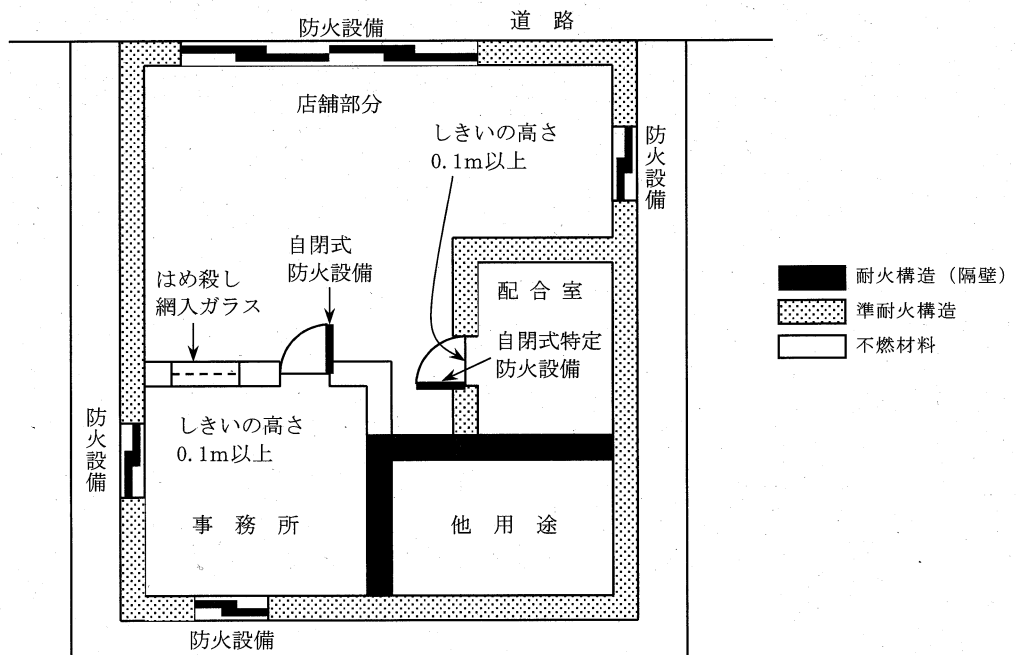 防火設備
道路
店舗部分
しきいの高さ
0.1m以上
防火設備
自閉式
防火設備
はめ殺し
網入ガラス
配合室
自閉式特定
防火設備
耐火構造（隔壁）
準耐火構造
不燃材料
防火設備
しきいの高さ
0.1m以上
事務所
他用途
防火設備